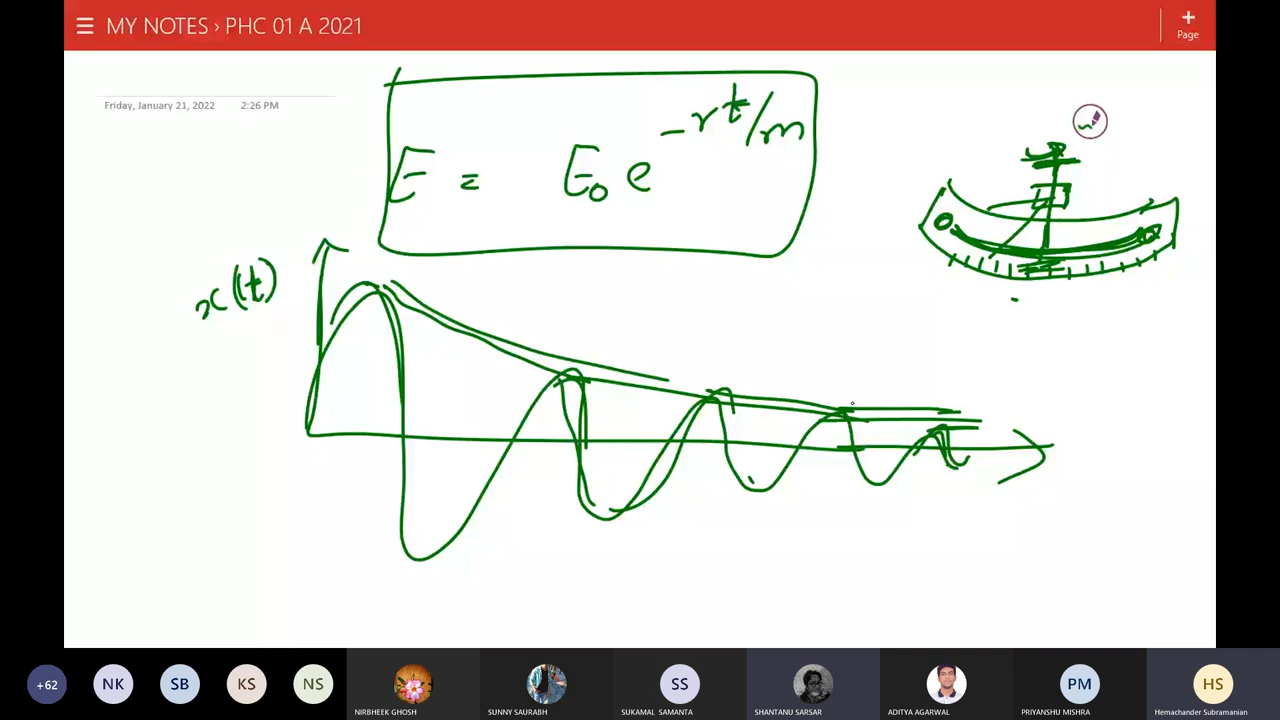 MY NOTES › PHC 01 A 2021
Page
Friday, January 21, 2022 2:26 PM
E = E₀ e^{-rt/m}
x(t)
+62
NK
SB
KS
NS
SS
PM
HS
NIRBHEEK GHOSH
SUNNY SAURABH
SUKAMAL SAMANTA
SHANTANU SARSAR
ADITYA AGARWAL
PRIYANSHU MISHRA
Hemachander Subramanian